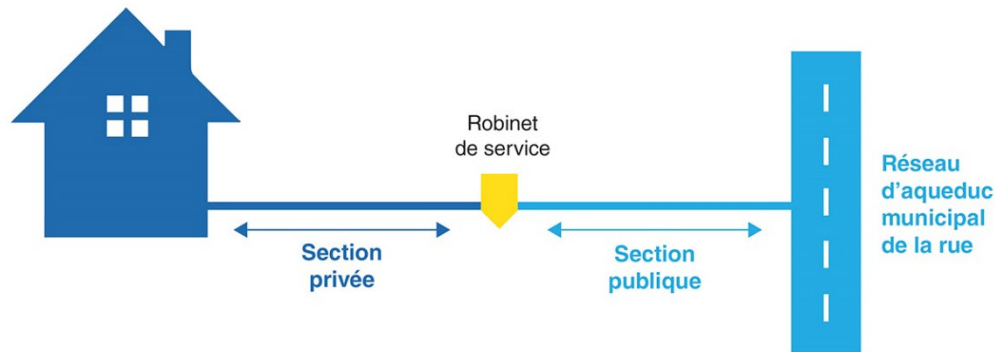 Robinet
de service
Section
privée
Section
publique
Réseau
d'aqueduc
municipal
de la rue